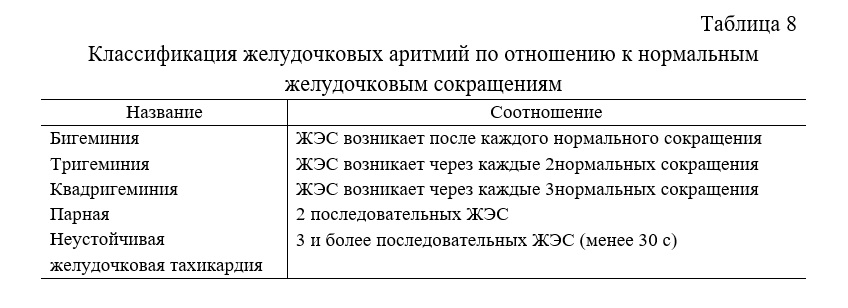 Таблица 8
Классификация желудочковых аритмий по отношению к нормальным
желудочковым сокращениям
Название Соотношение
Бигеминия ЖЭС возникает после каждого нормального сокращения
Тригеминия ЖЭС возникает через каждые 2нормальных сокращения
Квадригеминия ЖЭС возникает через каждые 3нормальных сокращения
Парная 2 последовательных ЖЭС
Неустойчивая 3 и более последовательных ЖЭС (менее 30 с)
желудочковая тахикардия